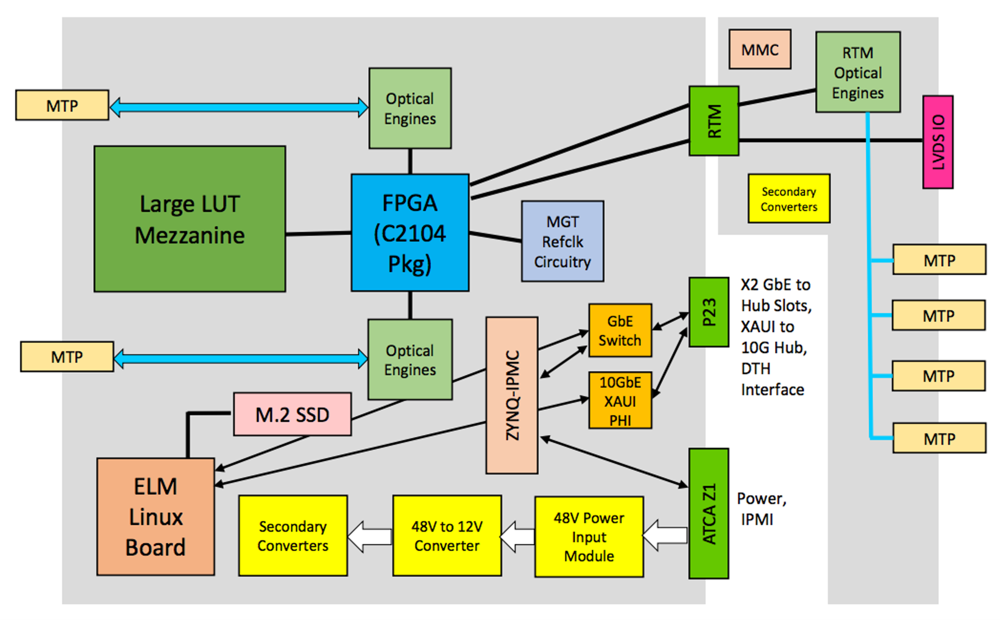 MMC
RTM
Optical
Engines
MTP
Optical
Engines
RTM
LVDS IO
Large LUT
Mezzanine
FPGA
(C2104
Pkg)
MGT
Refclk
Circuitry
Secondary
Converters
MTP
MTP
MTP
MTP
P23
X2 GbE to
Hub Slots,
XAUI to
10G Hub,
DTH
Interface
GbE
Switch
10GbE
XAUI
PHI
ZYNQ-IPMC
MTP
Optical
Engines
M.2 SSD
ELM
Linux
Board
Secondary
Converters
48V to 12V
Converter
48V Power
Input
Module
ATCA Z1
Power,
IPMI